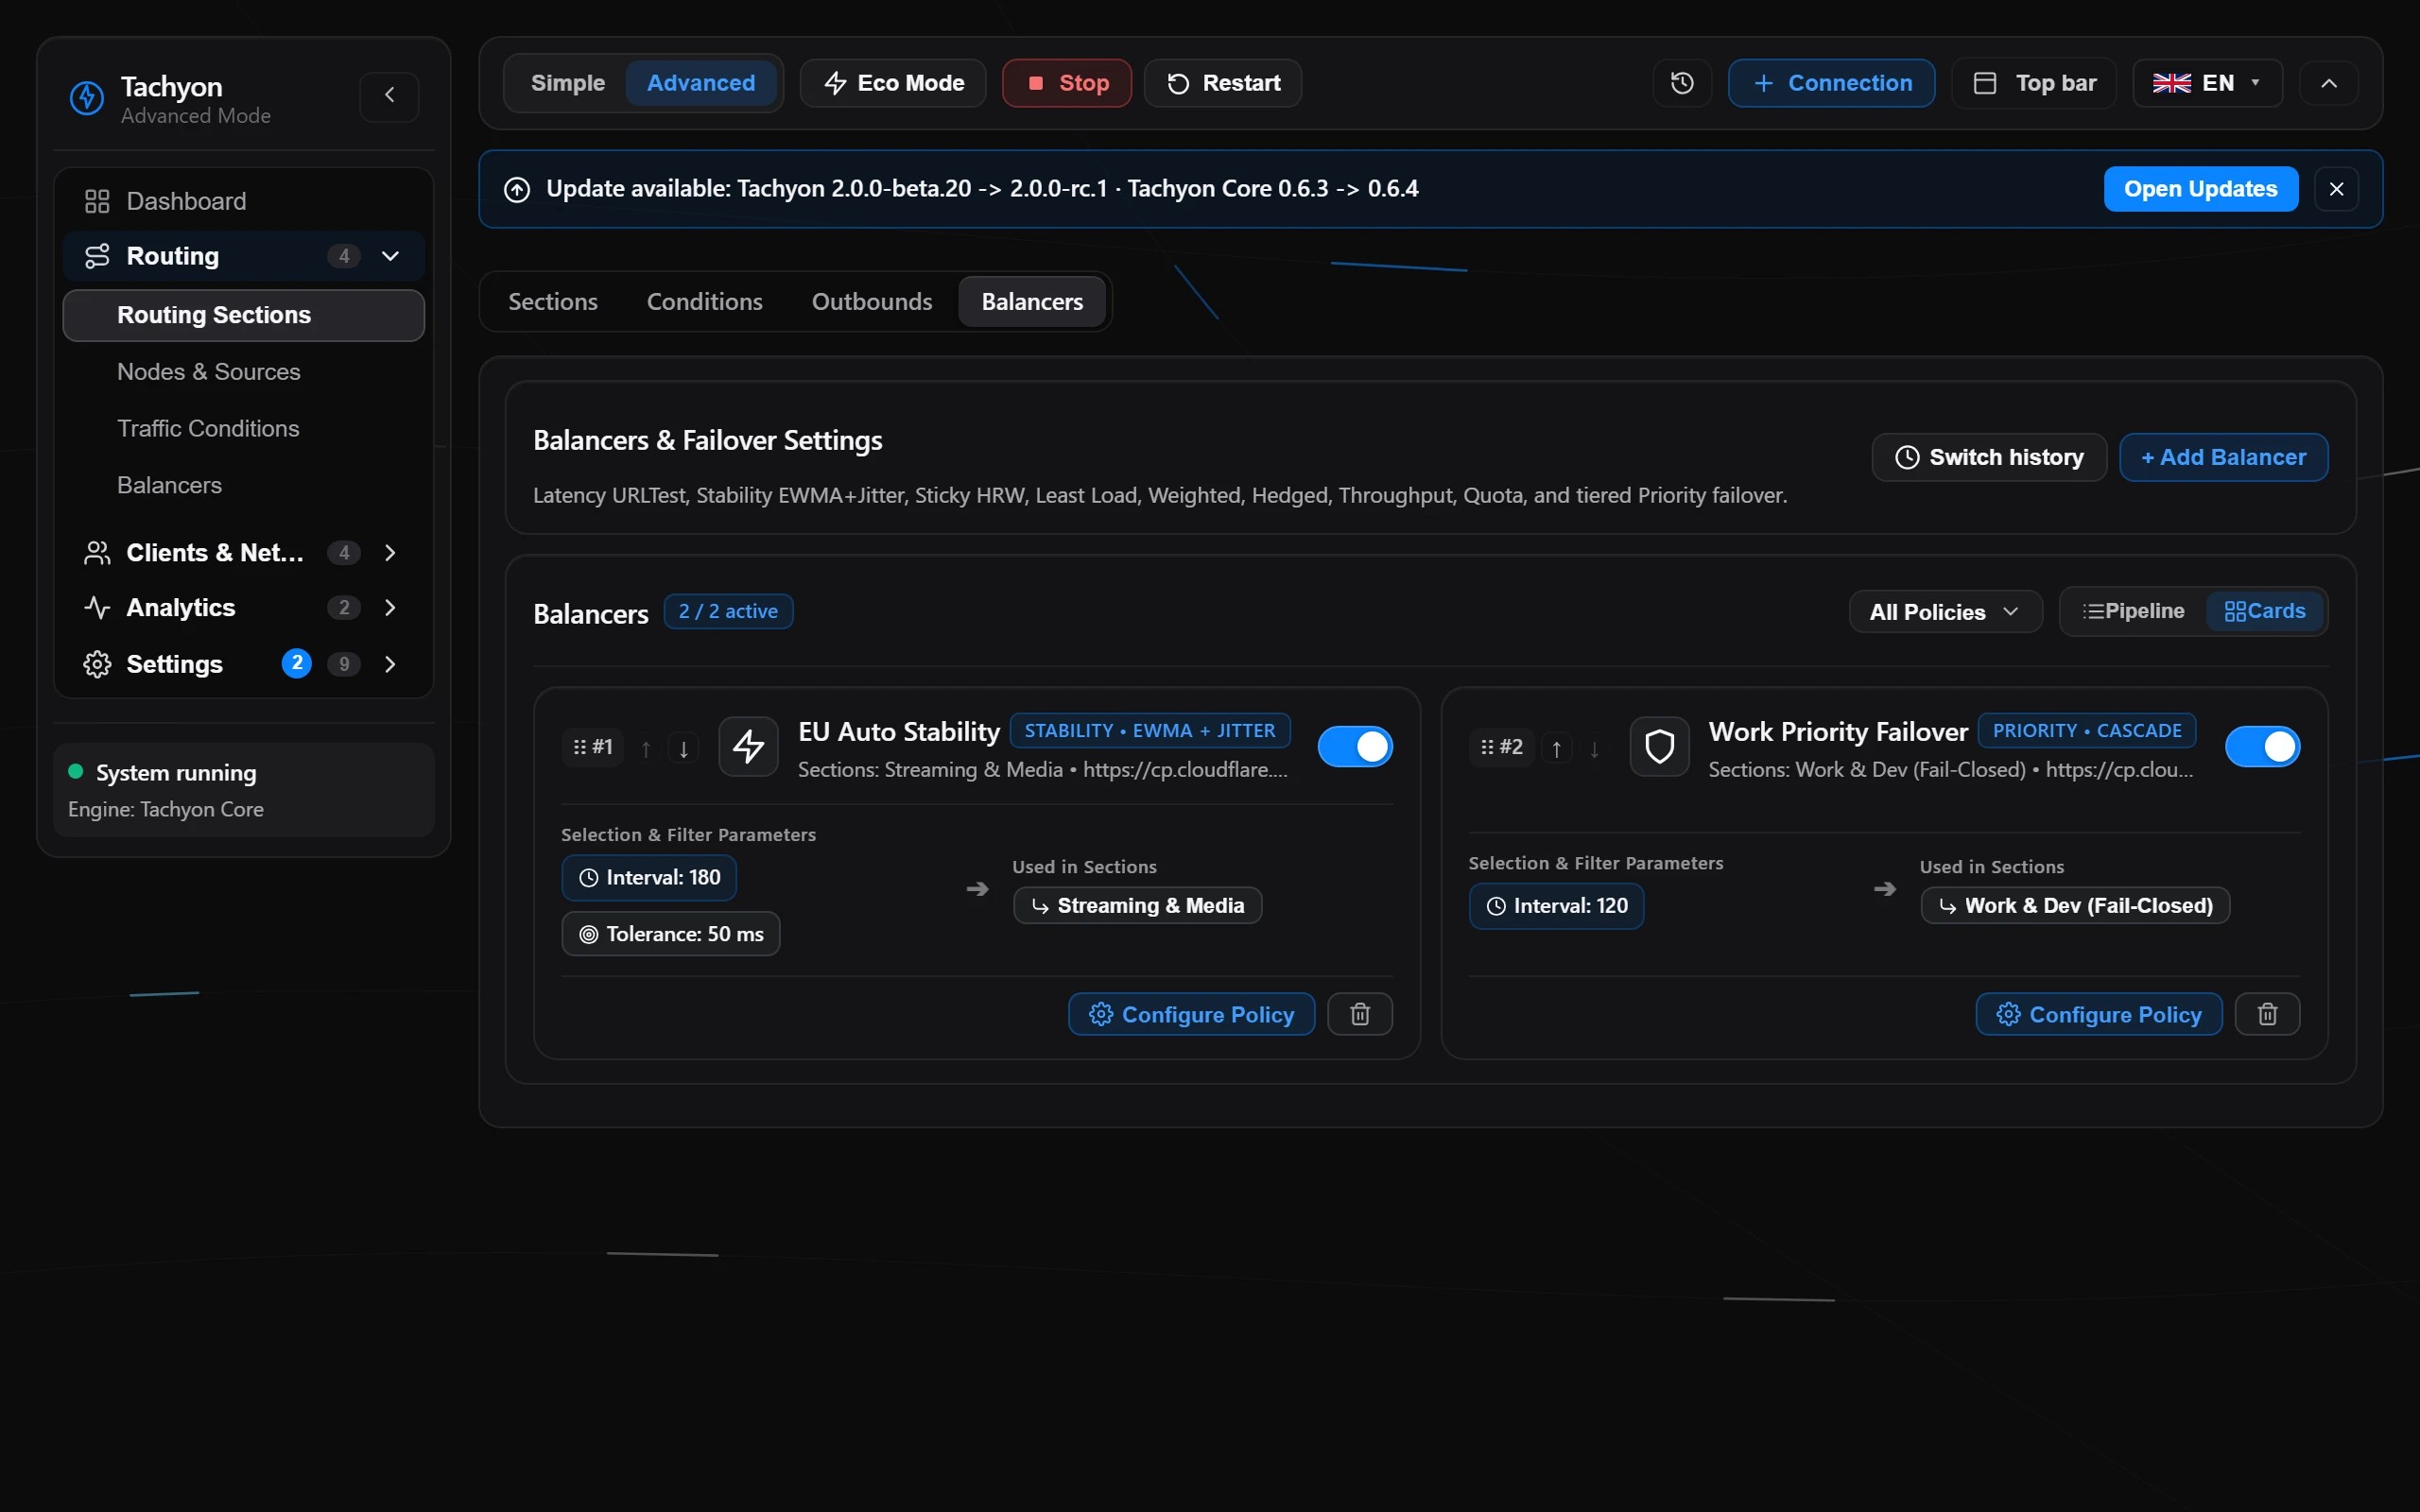 Tachyon
Advanced Mode
Dashboard
Routing 4
Routing Sections
Nodes & Sources
Traffic Conditions
Balancers
Clients & Net... 4
Analytics 2
Settings 2 9
System running
Engine: Tachyon Core
Simple Advanced Eco Mode Stop Restart + Connection Top bar EN
Update available: Tachyon 2.0.0-beta.20 -> 2.0.0-rc.1 · Tachyon Core 0.6.3 -> 0.6.4 Open Updates
Sections Conditions Outbounds Balancers
Balancers & Failover Settings
Latency URLTest, Stability EWMA+Jitter, Sticky HRW, Least Load, Weighted, Hedged, Throughput, Quota, and tiered Priority failover.
Switch history + Add Balancer
Balancers 2 / 2 active All Policies Pipeline Cards
#1 ↑ ↓ EU Auto Stability STABILITY • EWMA + JITTER
Sections: Streaming & Media • https://cp.cloudflare....
Selection & Filter Parameters
Interval: 180
Tolerance: 50 ms
➔
Used in Sections
Streaming & Media
Configure Policy
#2 ↑ ↓ Work Priority Failover PRIORITY • CASCADE
Sections: Work & Dev (Fail-Closed) • https://cp.clou...
Selection & Filter Parameters
Interval: 120
➔
Used in Sections
Work & Dev (Fail-Closed)
Configure Policy